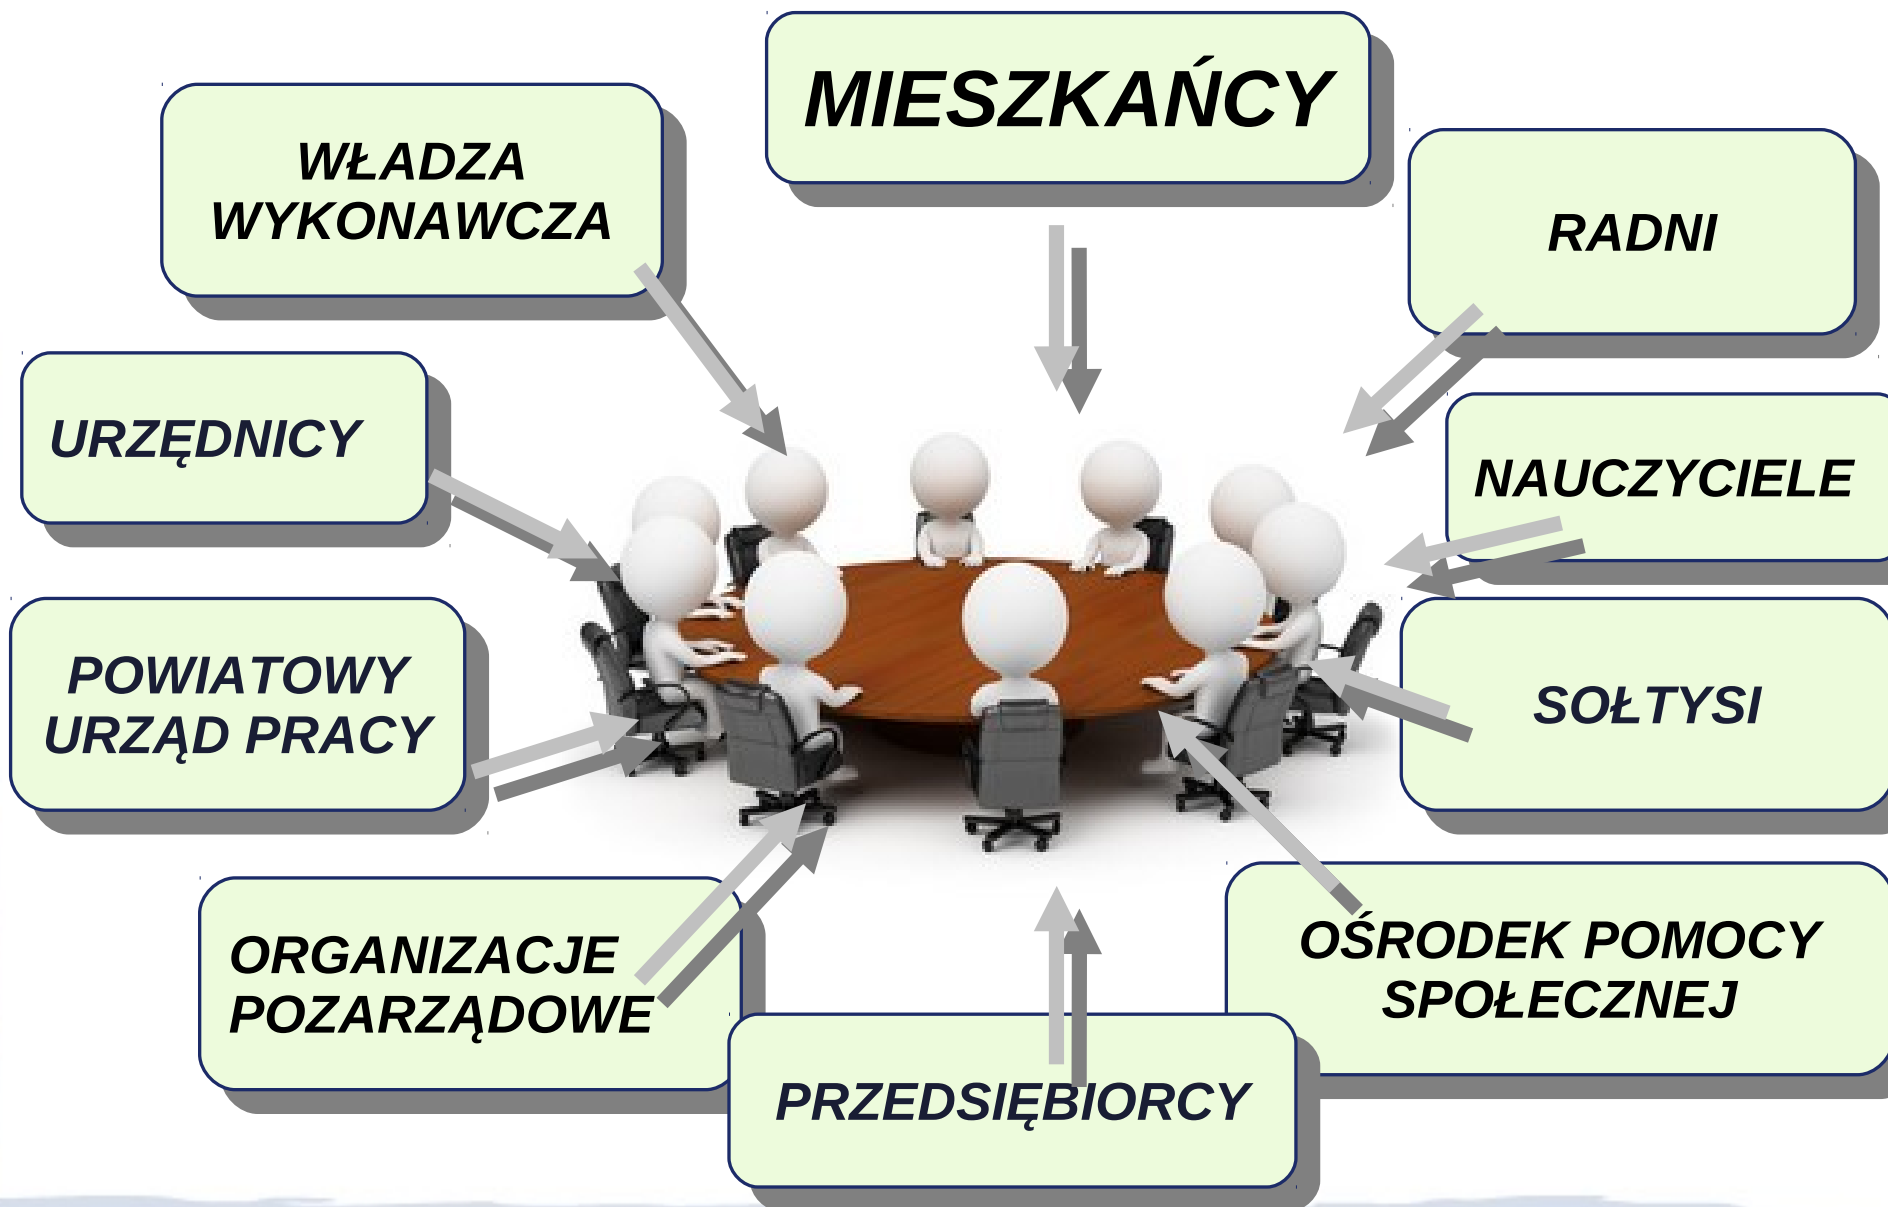 MIESZKAŃCY
WŁADZA
WYKONAWCZA
RADNI
URZĘDNICY
NAUCZYCIELE
POWIATOWY
URZĄD PRACY
SOŁTYSI
ORGANIZACJE
POZARZĄDOWE
OŚRODEK POMOCY
SPOŁECZNEJ
PRZEDSIĘBIORCY